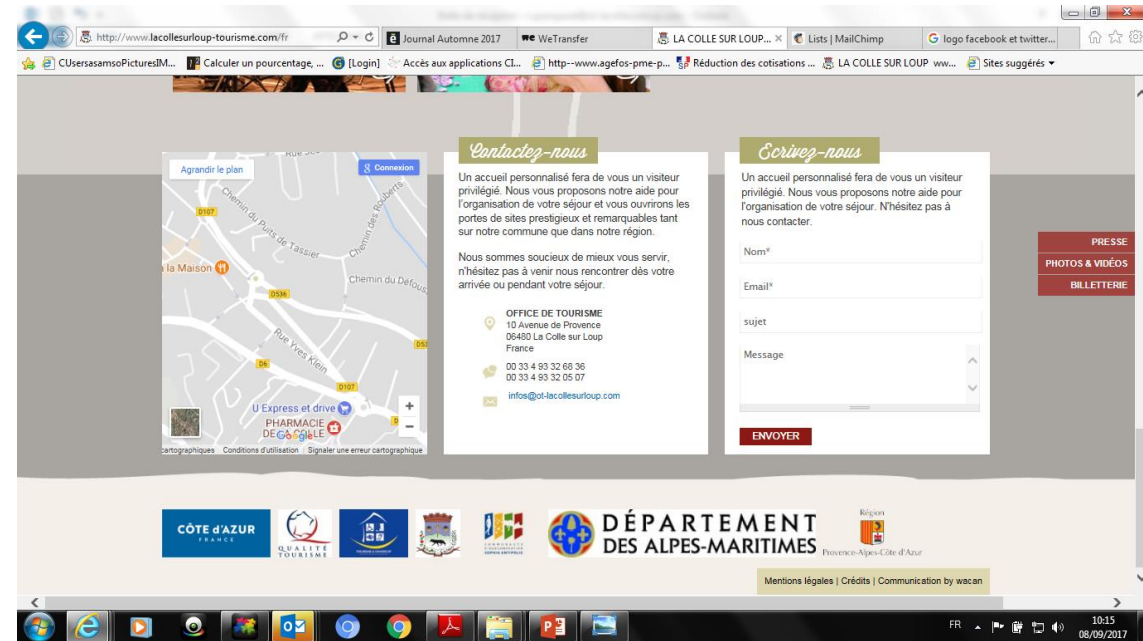 http://www.lacollesurloup-tourisme.com/fr
Journal Automne 2017
WeTransfer
LA COLLE SUR LOUP...
Lists | MailChimp
logo facebook et twitter...
CUsersasamsoPicturesIM...
Calculer un pourcentage, ...
[Login]
Accès aux applications CI...
http--www.agefos-pme-p...
Réduction des cotisations ...
LA COLLE SUR LOUP ww...
Sites suggérés
Agrandir le plan
Connexion
Chemin du Puits de Tassier
Chemin des Rouberts
D107
la Maison
D536
Chemin du Défous
Rue Yves Klein
D6
D107
U Express et drive
PHARMACIE
DE LA COLLE
Google
cartographiques
Conditions d'utilisation
Signaler une erreur cartographique
Contactez-nous
Un accueil personnalisé fera de vous un visiteur
privilégié. Nous vous proposons notre aide pour
l'organisation de votre séjour et vous ouvrirons les
portes de sites prestigieux et remarquables tant
sur notre commune que dans notre région.
Nous sommes soucieux de mieux vous servir,
n'hésitez pas à venir nous rencontrer dès votre
arrivée ou pendant votre séjour.
OFFICE DE TOURISME
10 Avenue de Provence
06480 La Colle sur Loup
France
00 33 4 93 32 68 36
00 33 4 93 32 05 07
infos@ot-lacollesurloup.com
Ecrivez-nous
Un accueil personnalisé fera de vous un visiteur
privilégié. Nous vous proposons notre aide pour
l'organisation de votre séjour. N'hésitez pas à
nous contacter.
Nom*
Email*
sujet
Message
ENVOYER
PRESSE
PHOTOS & VIDÉOS
BILLETTERIE
CÔTE d'AZUR
FRANCE
QUALITÉ
TOURISME
DÉPARTEMENT
DES ALPES-MARITIMES
Région
Provence-Alpes-Côte d'Azur
Mentions légales | Crédits | Communication by wacan
FR
10:15
08/09/2017